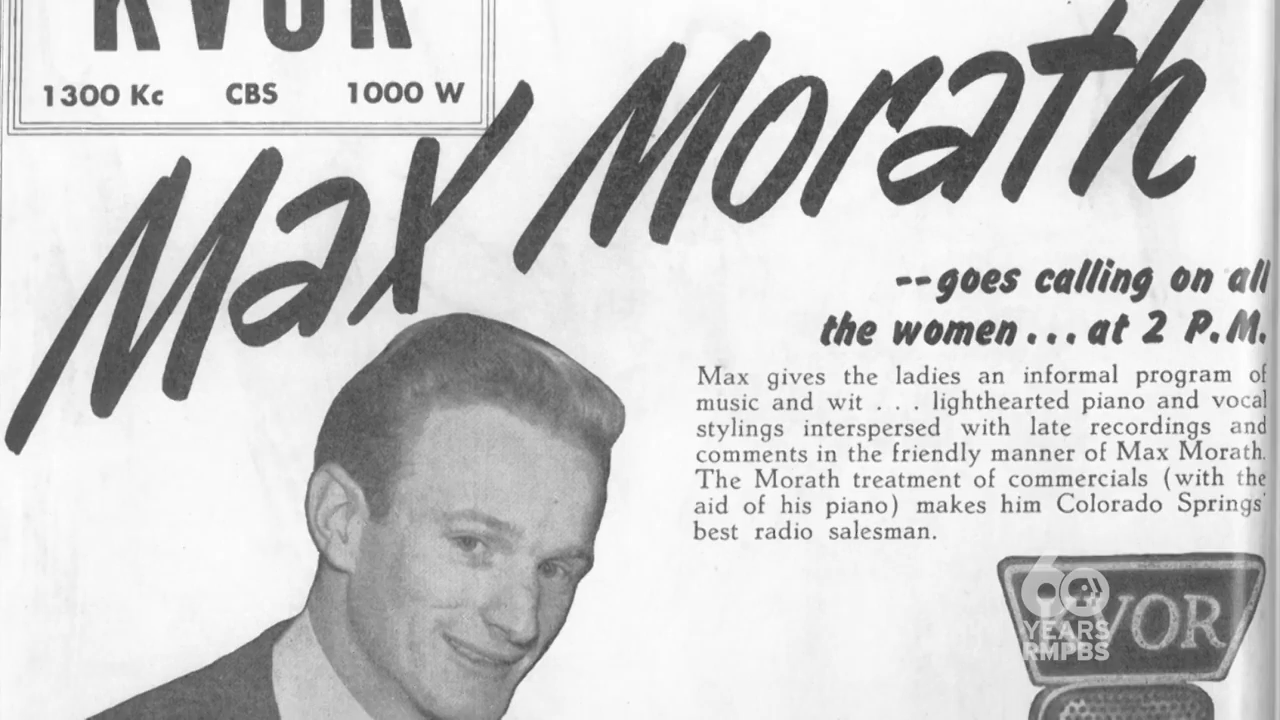 KVOR
1300 Kc CBS 1000 W
Max Morath
--goes calling on all
the women...at 2 P.M.
Max gives the ladies an informal program of
music and wit . . . lighthearted piano and vocal
stylings interspersed with late recordings and
comments in the friendly manner of Max Morath.
The Morath treatment of commercials (with the
aid of his piano) makes him Colorado Springs'
best radio salesman.
KVOR
60
YEARS
RMPBS